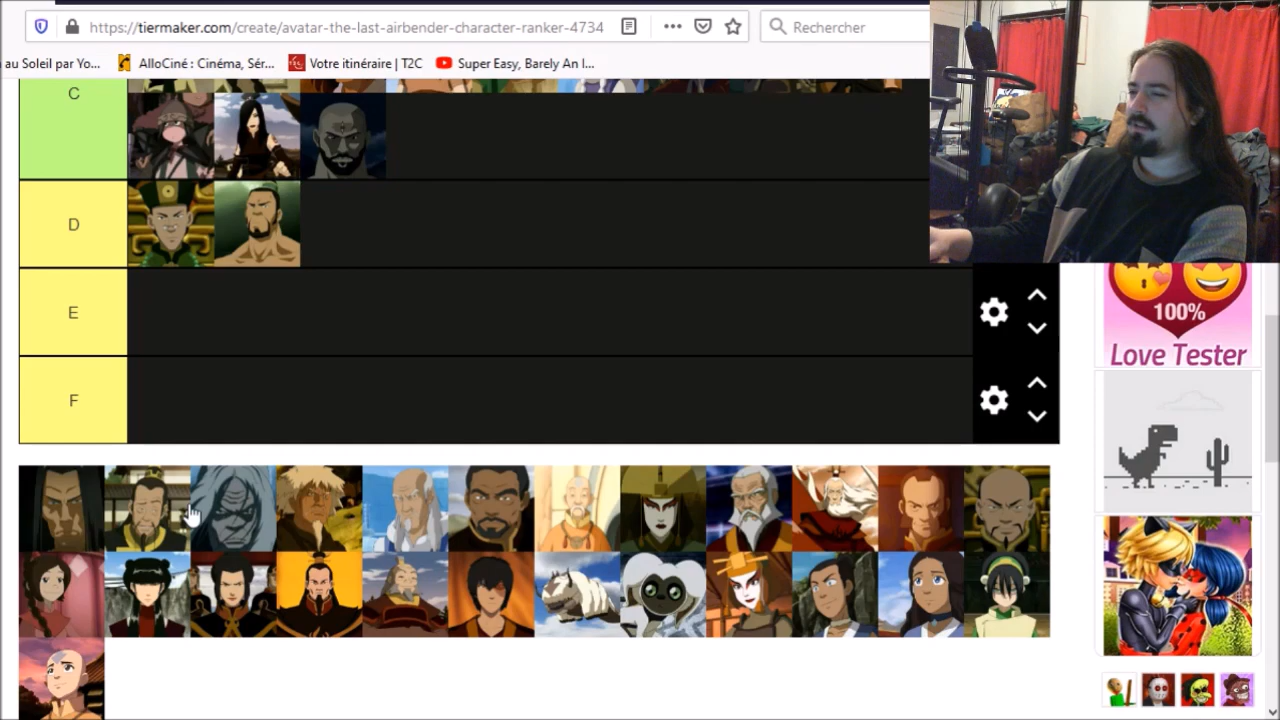 https://tiermaker.com/create/avatar-the-last-airbender-character-ranker-4734
Rechercher
au Soleil par Yo...
AlloCiné : Cinéma, Sér...
Votre itinéraire | T2C
Super Easy, Barely An I...
C
D
E
F
100%
Love Tester